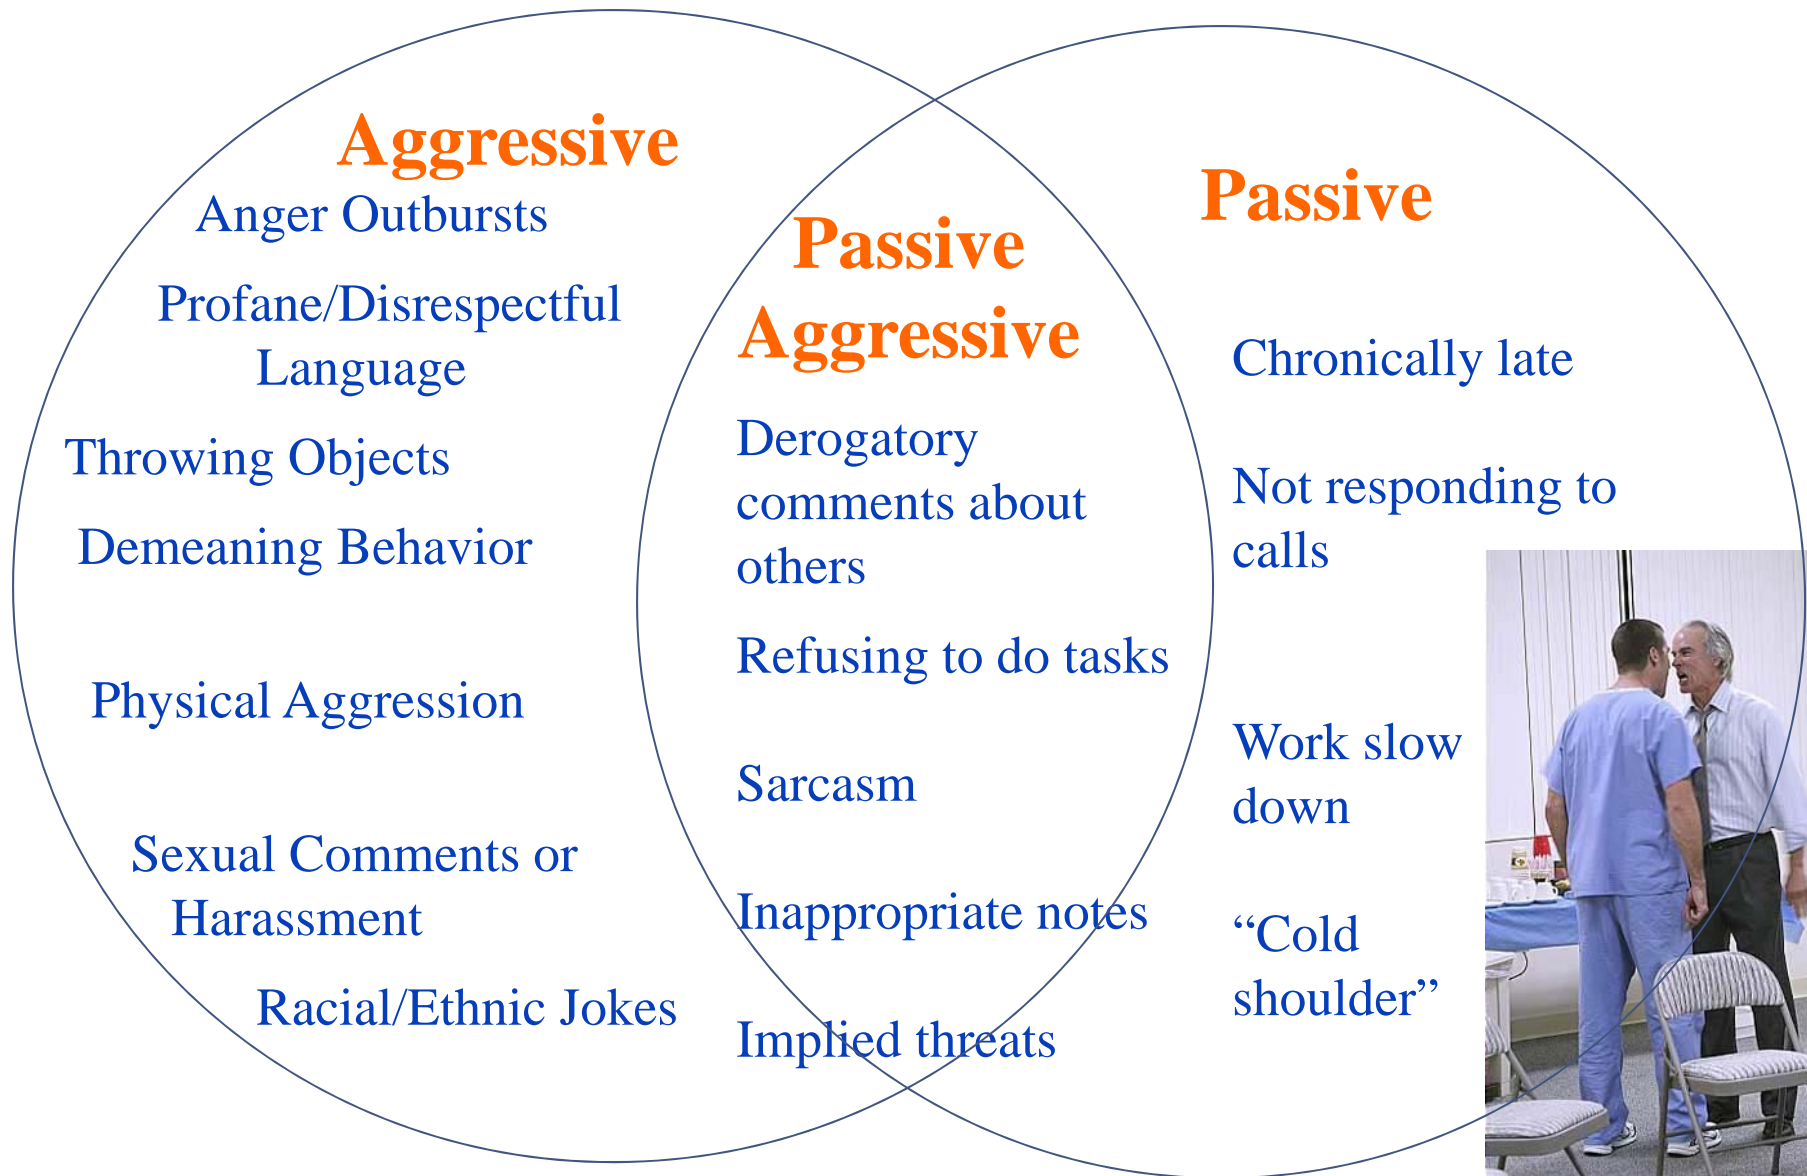 Aggressive
Anger Outbursts
Profane/Disrespectful
Language
Throwing Objects
Demeaning Behavior
Physical Aggression
Sexual Comments or
Harassment
Racial/Ethnic Jokes
Passive
Aggressive
Derogatory
comments about
others
Refusing to do tasks
Sarcasm
Inappropriate notes
Implied threats
Passive
Chronically late
Not responding to
calls
Work slow
down
“Cold
shoulder”